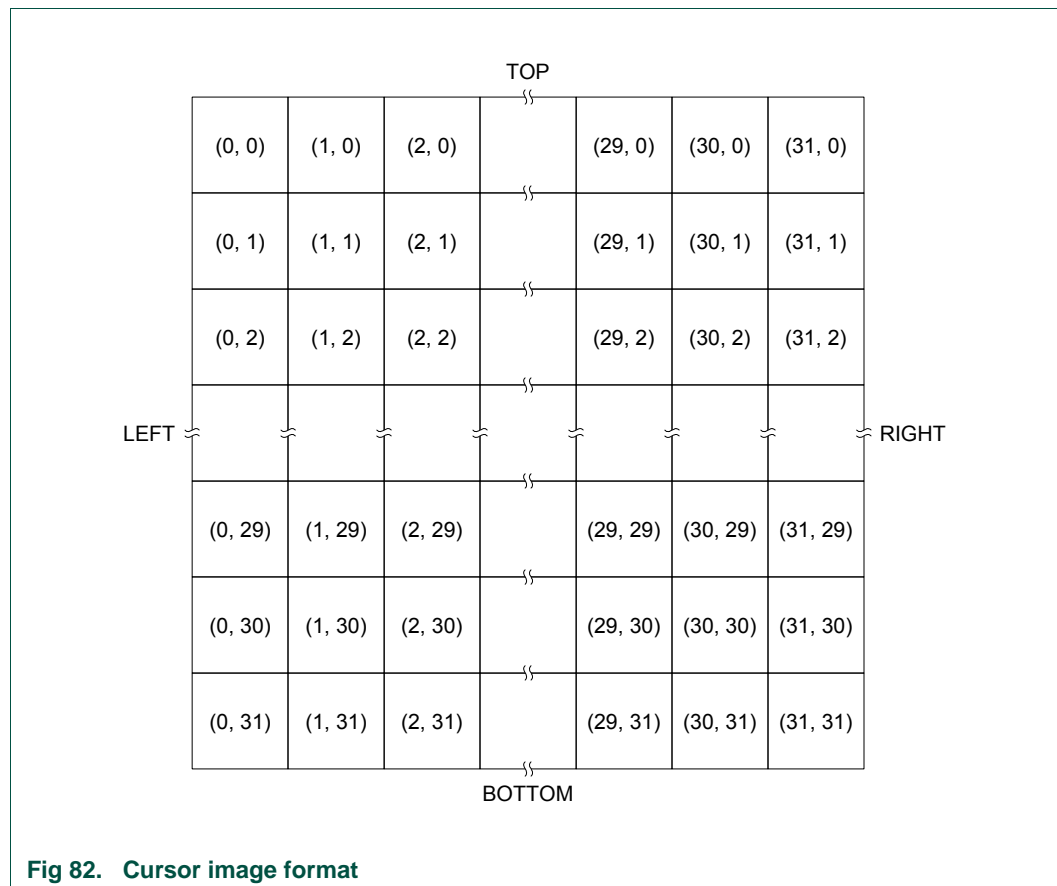 TOP
(0, 0) (1, 0) (2, 0) (29, 0) (30, 0) (31, 0)
(0, 1) (1, 1) (2, 1) (29, 1) (30, 1) (31, 1)
(0, 2) (1, 2) (2, 2) (29, 2) (30, 2) (31, 2)
LEFT RIGHT
(0, 29) (1, 29) (2, 29) (29, 29) (30, 29) (31, 29)
(0, 30) (1, 30) (2, 30) (29, 30) (30, 30) (31, 30)
(0, 31) (1, 31) (2, 31) (29, 31) (30, 31) (31, 31)
BOTTOM
Fig 82. Cursor image format